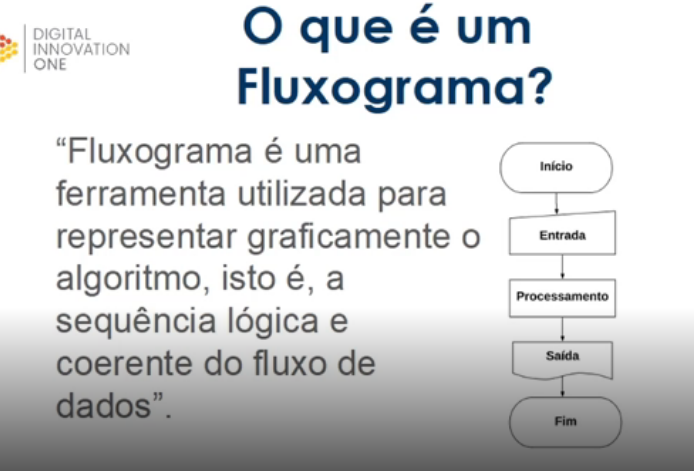 DIGITAL
INNOVATION
ONE
O que é um
Fluxograma?
“Fluxograma é uma
ferramenta utilizada para
representar graficamente o
algoritmo, isto é, a
sequência lógica e
coerente do fluxo de
dados”.
Início
Entrada
Processamento
Saída
Fim